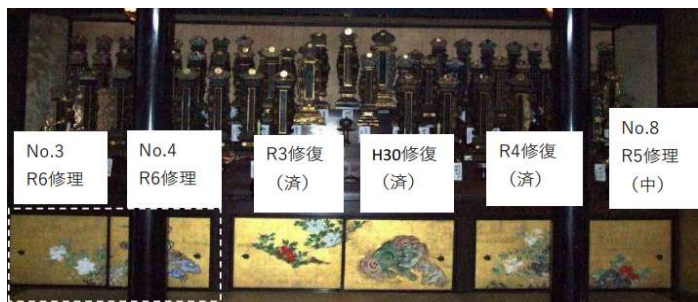 No.3
R6修理
No.4
R6修理
R3修復
（済）
H30修復
（済）
R4修復
（済）
No.8
R5修理
（中）